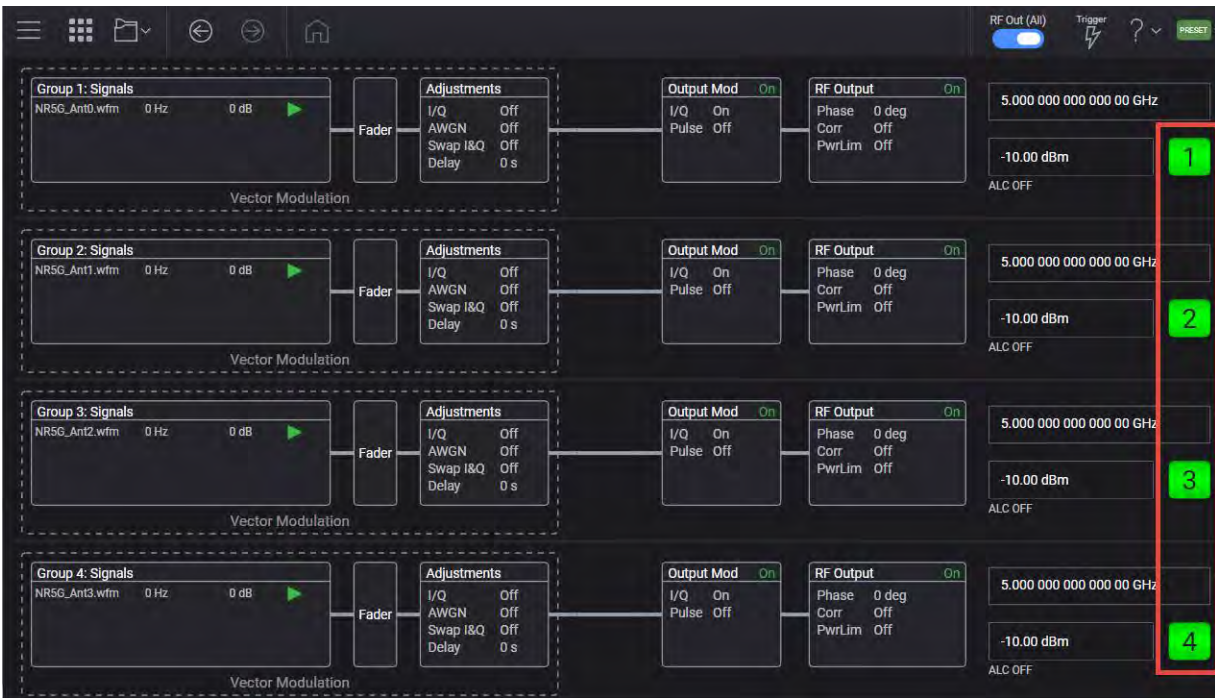 RF Out (All) Trigger ? PRESET
Group 1: Signals Adjustments Output Mod On RF Output On
NR5G_Ant0.wfm 0 Hz 0 dB I/Q Off I/Q On Phase 0 deg 5.000 000 000 000 00 GHz
Fader AWGN Off Pulse Off Corr Off
Swap I&Q Off PwrLim Off
Delay 0 s -10.00 dBm 1
Vector Modulation ALC OFF
Group 2: Signals Adjustments Output Mod On RF Output On
NR5G_Ant1.wfm 0 Hz 0 dB I/Q Off I/Q On Phase 0 deg 5.000 000 000 000 00 GHz
Fader AWGN Off Pulse Off Corr Off
Swap I&Q Off PwrLim Off
Delay 0 s -10.00 dBm 2
Vector Modulation ALC OFF
Group 3: Signals Adjustments Output Mod On RF Output On
NR5G_Ant2.wfm 0 Hz 0 dB I/Q Off I/Q On Phase 0 deg 5.000 000 000 000 00 GHz
Fader AWGN Off Pulse Off Corr Off
Swap I&Q Off PwrLim Off
Delay 0 s -10.00 dBm 3
Vector Modulation ALC OFF
Group 4: Signals Adjustments Output Mod On RF Output On
NR5G_Ant3.wfm 0 Hz 0 dB I/Q Off I/Q On Phase 0 deg 5.000 000 000 000 00 GHz
Fader AWGN Off Pulse Off Corr Off
Swap I&Q Off PwrLim Off
Delay 0 s -10.00 dBm 4
Vector Modulation ALC OFF